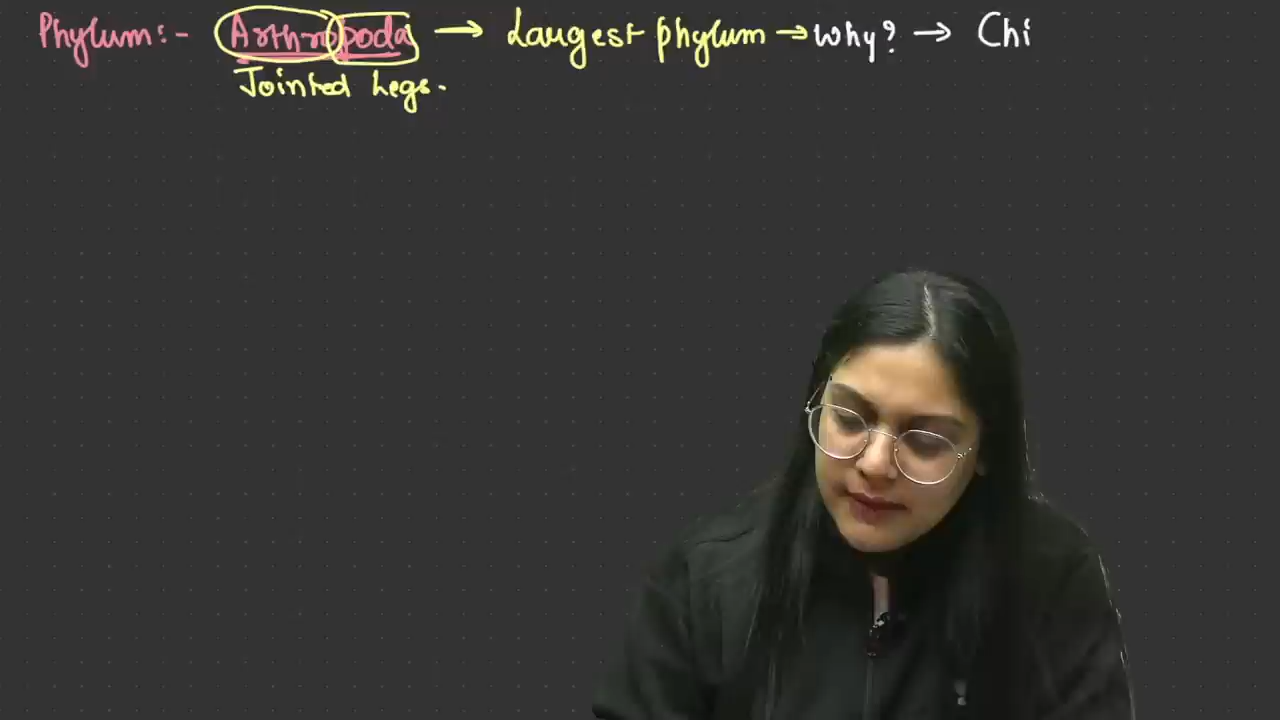 Phylum:- Arthropoda → Largest phylum → Why? → Chi
Jointed Legs.